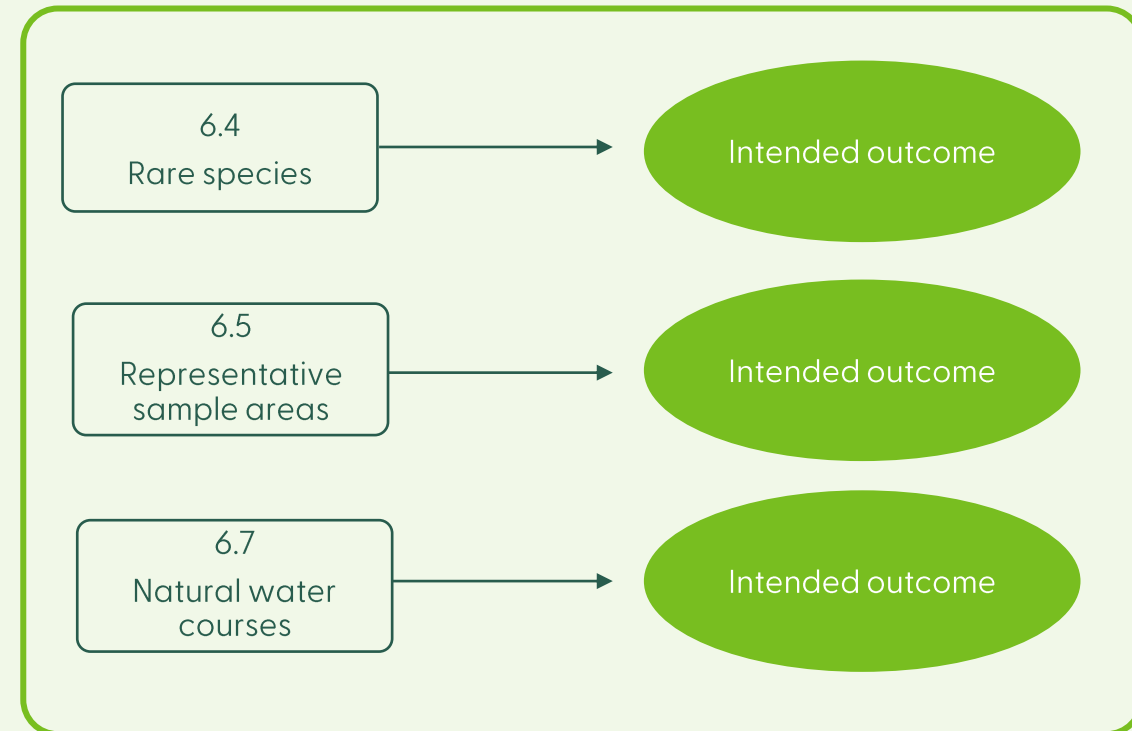 6.4
Rare species
Intended outcome
6.5
Representative
sample areas
Intended outcome
6.7
Natural water
courses
Intended outcome